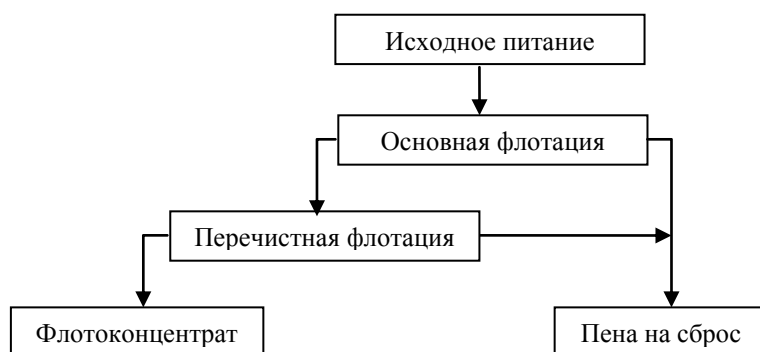 Исходное питание
Основная флотация
Перечистная флотация
Флотоконцентрат
Пена на сброс